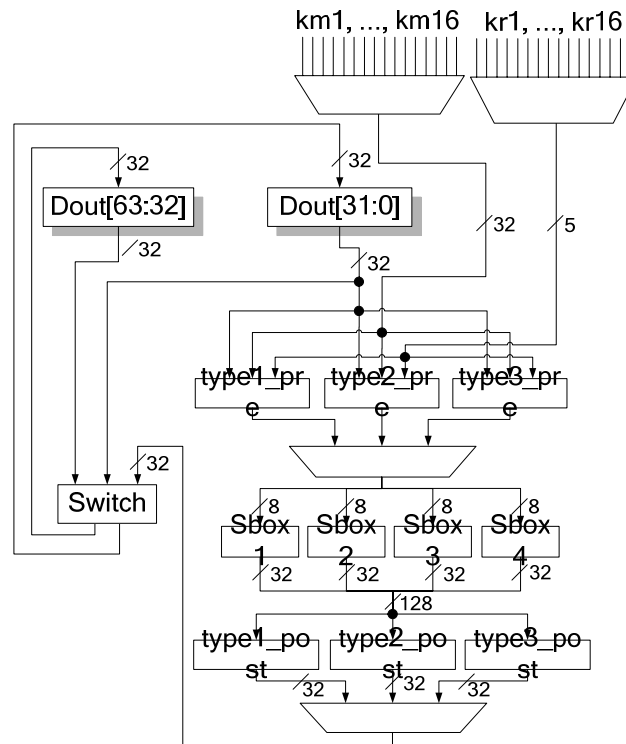 km1, ..., km16 kr1, ..., kr16
32 32
Dout[63:32] Dout[31:0]
32 32 32 5
type1_pr type2_pr type3_pr
e e e
32
Switch
8 8 8 8
Sbox Sbox Sbox Sbox
1 2 3 4
32 32 32 32
128
type1_po type2_po type3_po
st st st
32 32 32